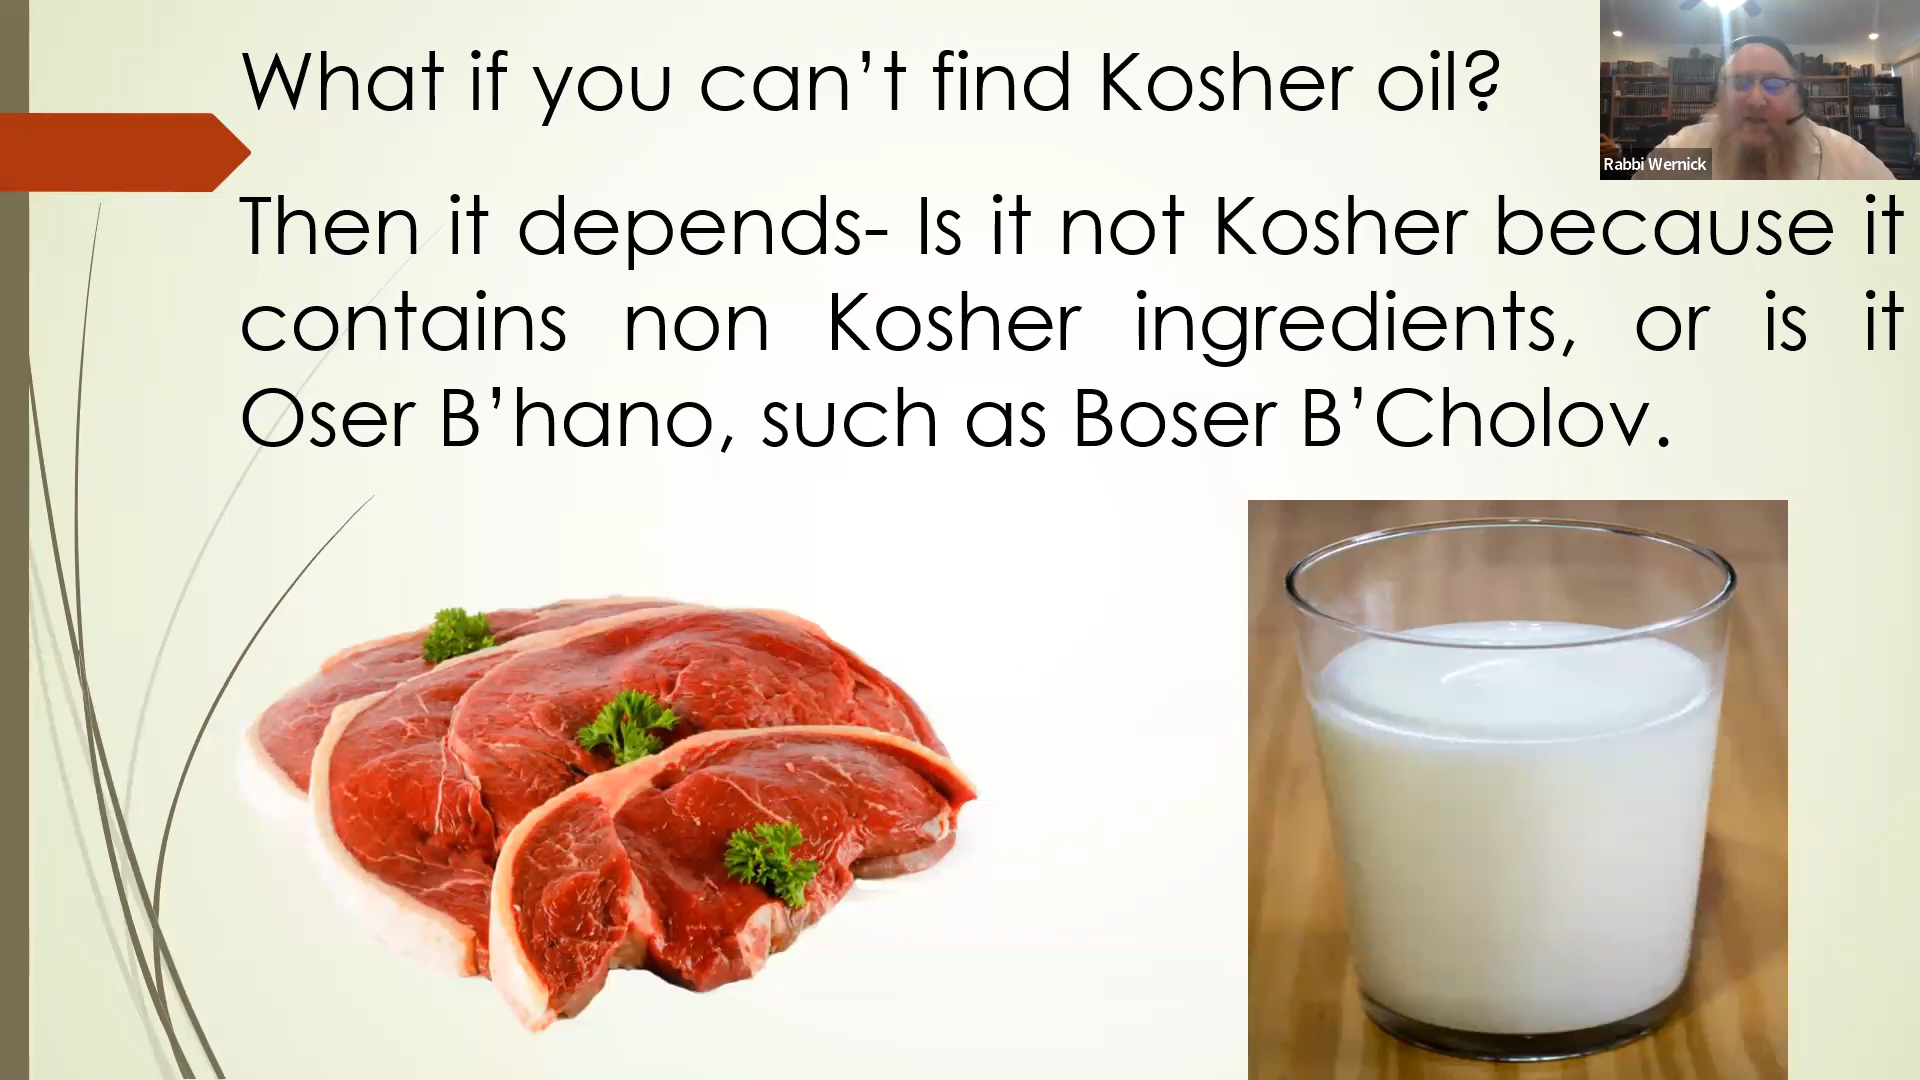 What if you can’t find Kosher oil?
Rabbi Wernick
Then it depends- Is it not Kosher because it
contains non Kosher ingredients, or is it
Oser B’hano, such as Boser B’Cholov.